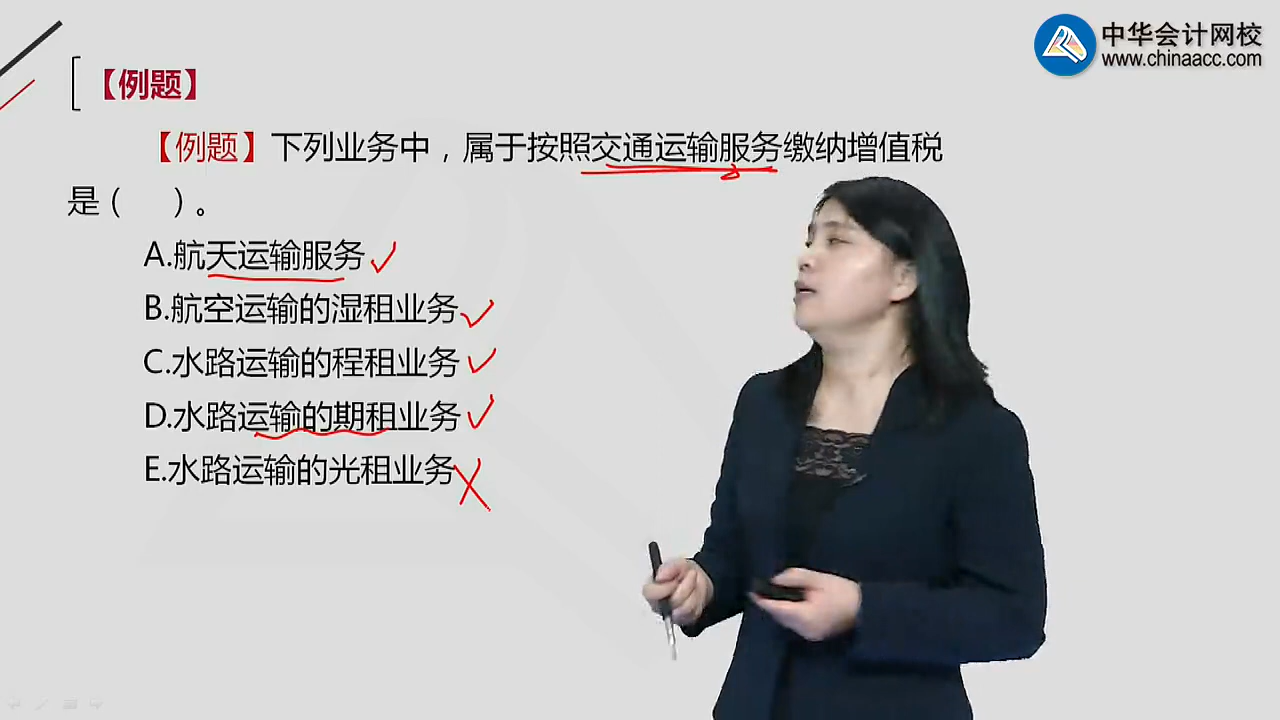 中华会计网校
www.chinaacc.com
【例题】
【例题】下列业务中，属于按照交通运输服务缴纳增值税
是（ ）。
A.航天运输服务
B.航空运输的湿租业务
C.水路运输的程租业务
D.水路运输的期租业务
E.水路运输的光租业务